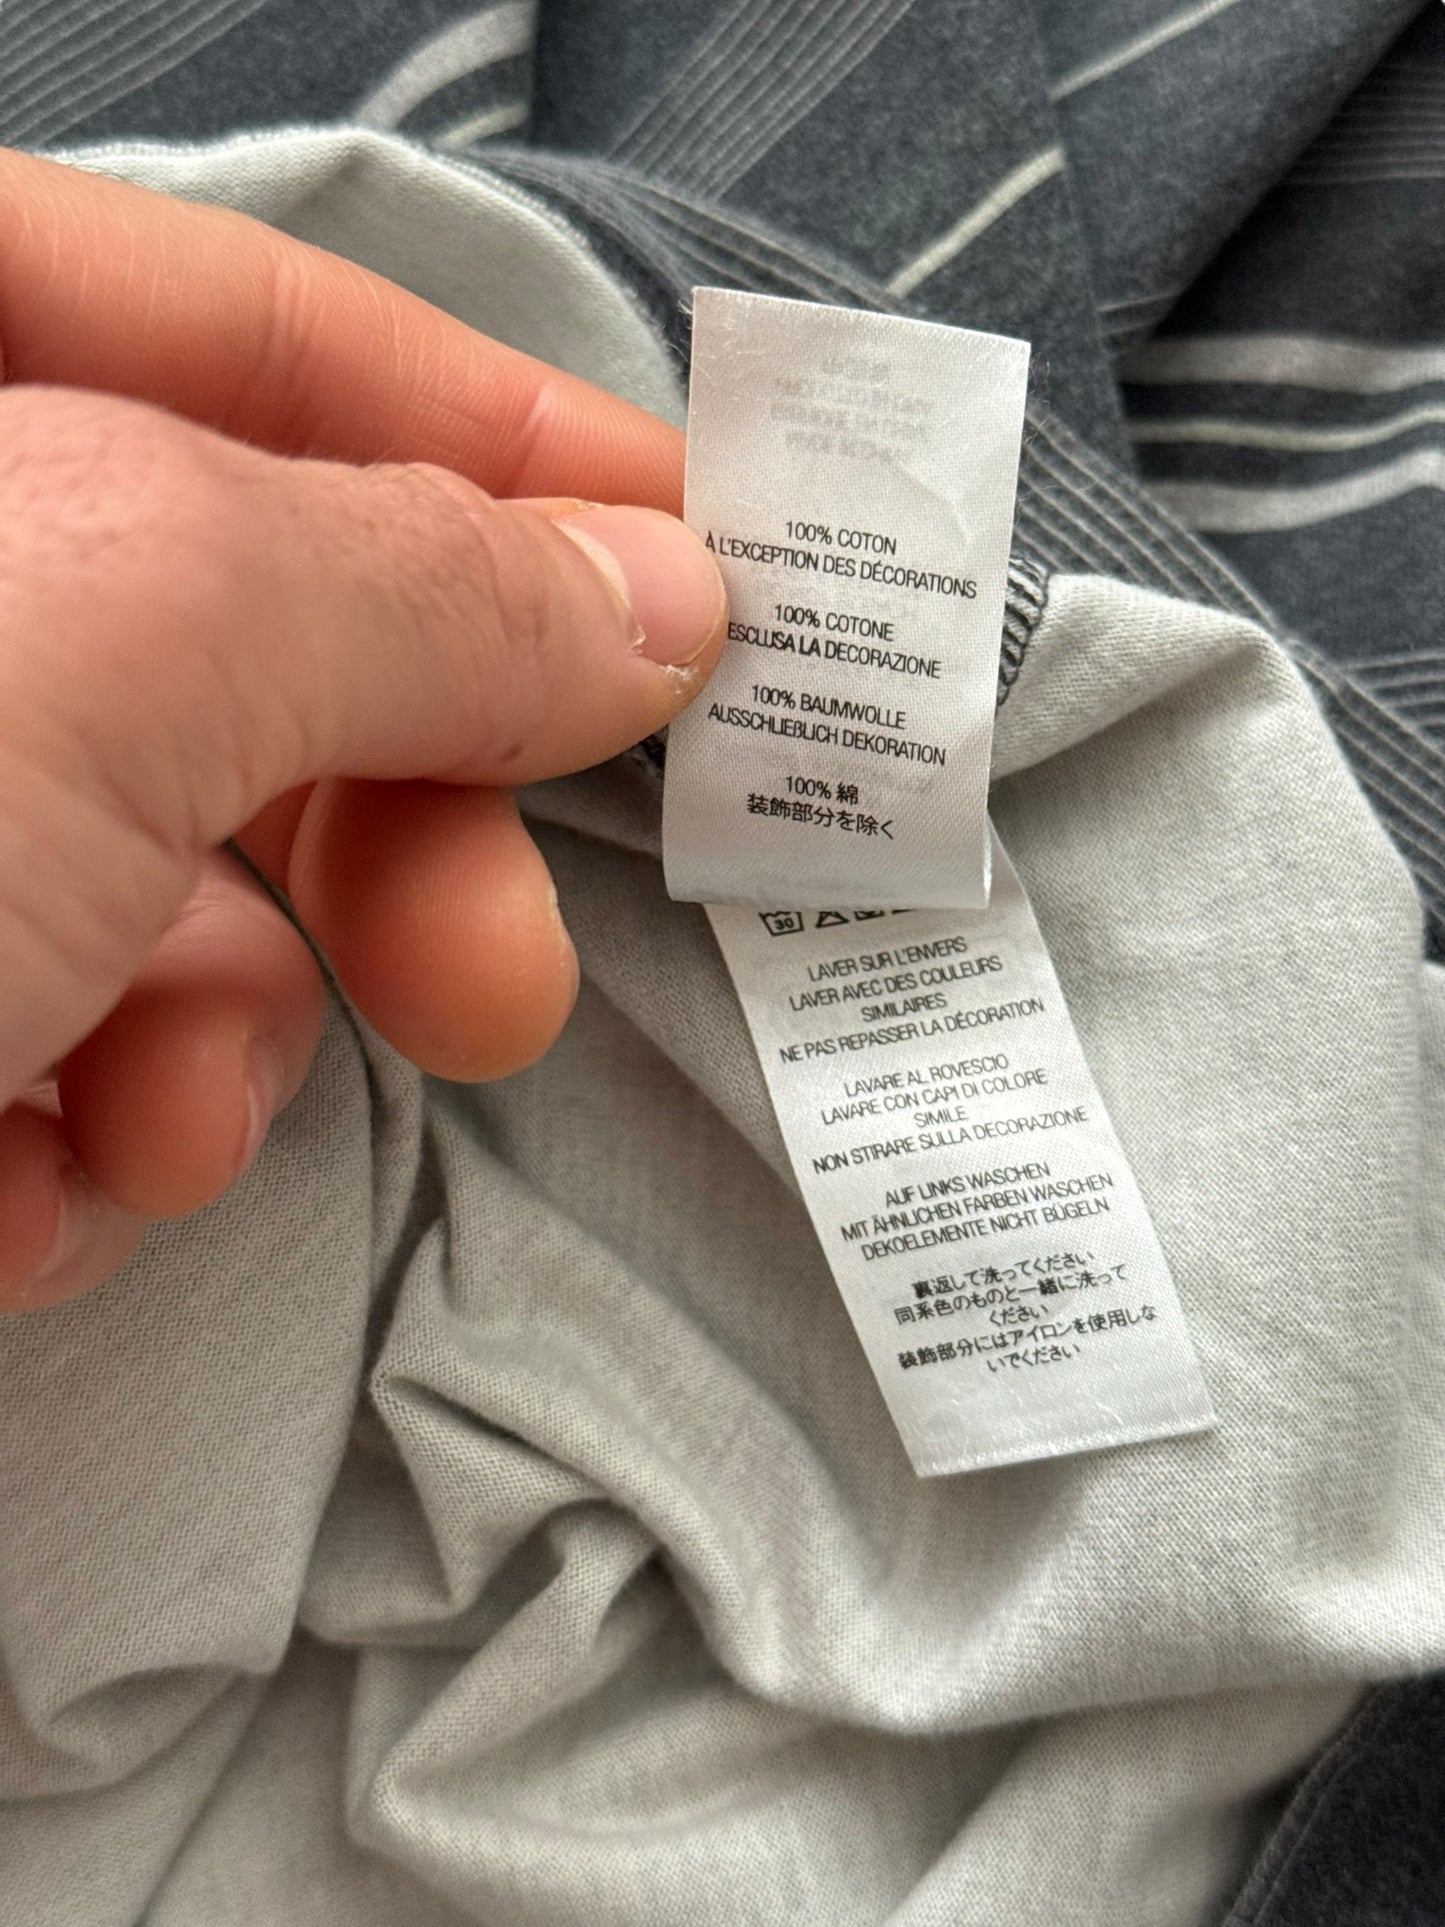 100% COTON
À L'EXCEPTION DES DÉCORATIONS
100% COTONE
ESCLUSA LA DECORAZIONE
100% BAUMWOLLE
AUSSCHLIEẞLICH DEKORATION
100% 綿
装飾部分を除く
30
LAVER SUR L'ENVERS
LAVER AVEC DES COULEURS
SIMILAIRES
NE PAS REPASSER LA DÉCORATION
LAVARE AL ROVESCIO
LAVARE CON CAPI DI COLORE
SIMILE
NON STIRARE SULLA DECORAZIONE
AUF LINKS WASCHEN
MIT ÄHNLICHEN FARBEN WASCHEN
DEKOELEMENTE NICHT BÜGELN
裏返して洗ってください
同系色のものと一緒に洗って
ください
装飾部分にはアイロンを使用しな
いでください